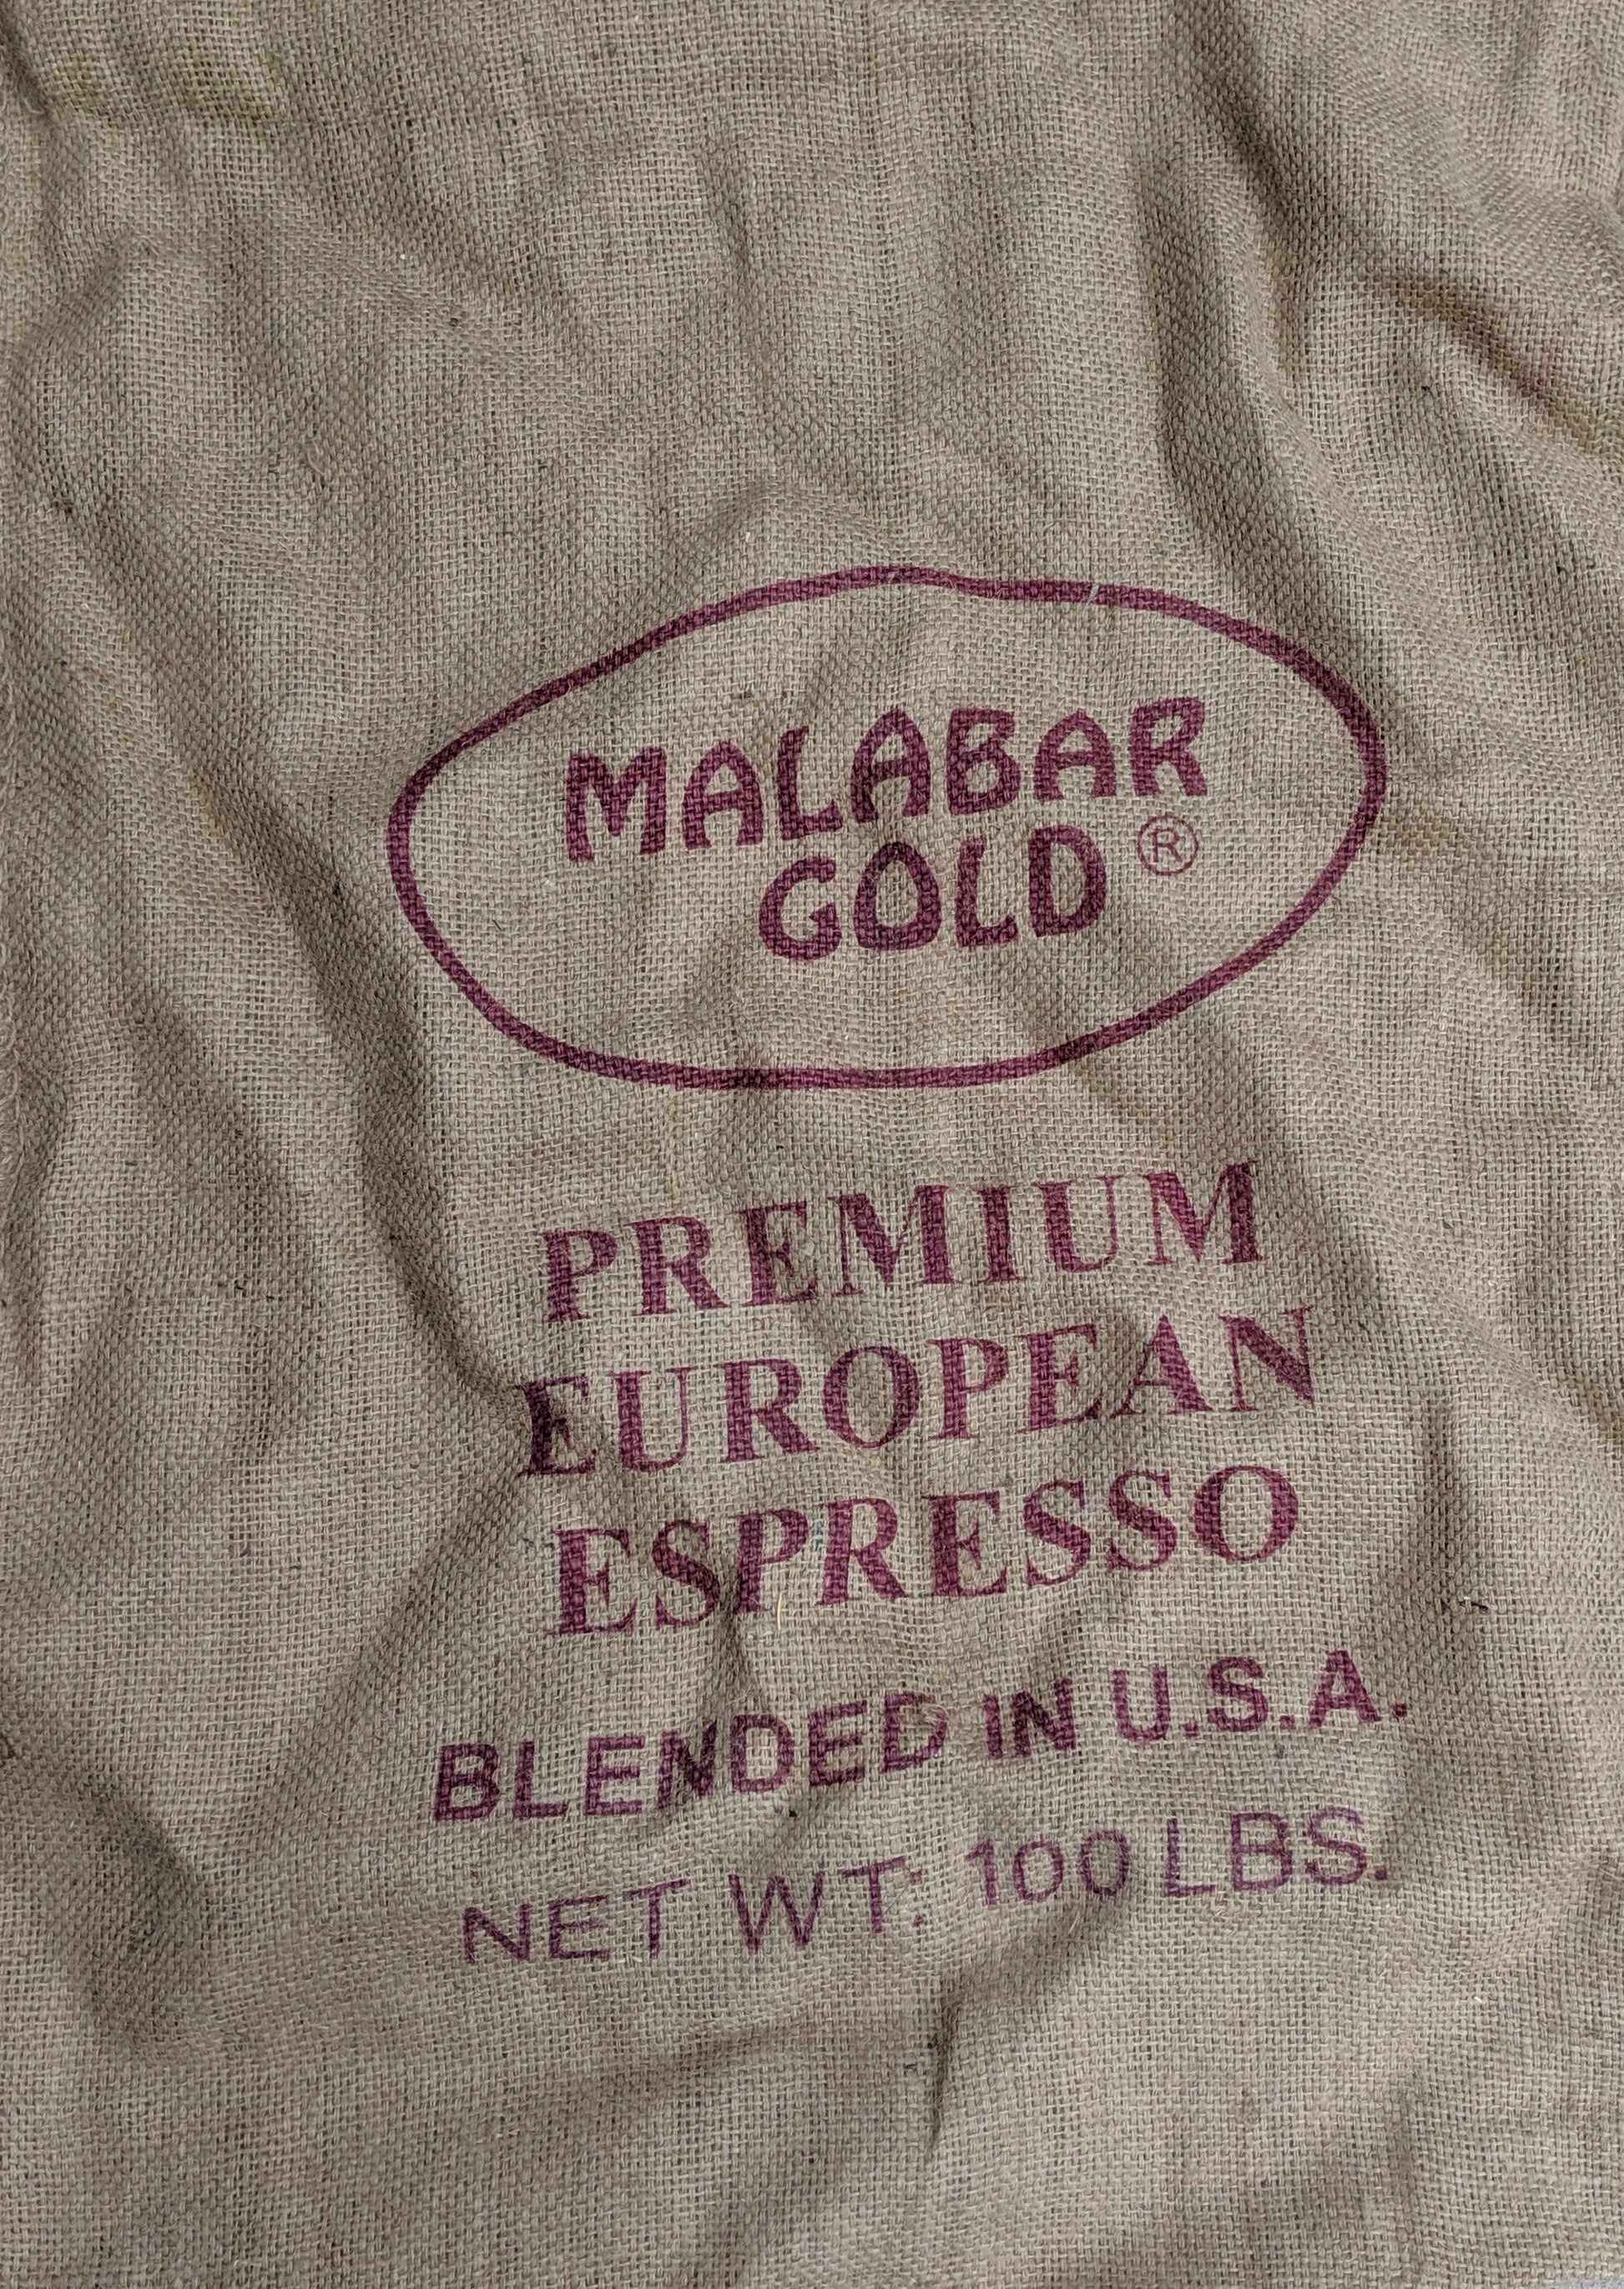 MALABAR
GOLD ®
PREMIUM
EUROPEAN
ESPRESSO
BLENDED IN U.S.A.
NET WT: 100 LBS.